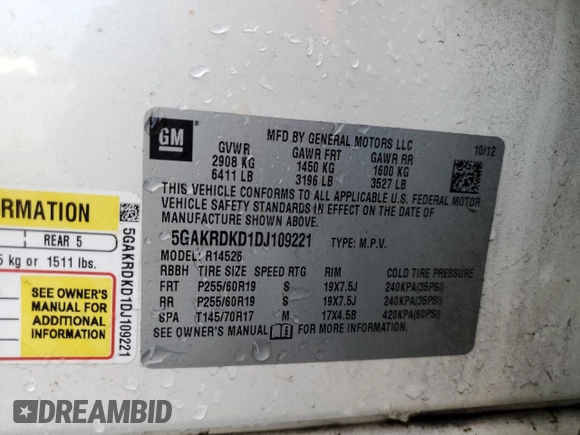 GM
MFD BY GENERAL MOTORS LLC
10/12
GVWR GAWR FRT GAWR RR
2908 KG 1450 KG 1600 KG
6411 LB 3196 LB 3527 LB
THIS VEHICLE CONFORMS TO ALL APPLICABLE U.S. FEDERAL MOTOR
VEHICLE SAFETY STANDARDS IN EFFECT ON THE DATE OF
MANUFACTURE SHOWN ABOVE.
5GAKRDKD1DJ109221 TYPE: M.P.V.
MODEL: R14526
RBBH TIRE SIZE SPEED RTG RIM COLD TIRE PRESSURE
FRT P255/60R19 S 19X7.5J 240KPA(35PSI)
RR P255/60R19 S 19X7.5J 240KPA(35PSI)
SPA T145/70R17 M 17X4.5B 420KPA(60PSI)
SEE OWNER'S MANUAL FOR MORE INFORMATION.
REAR 5
kg or 1511 lbs.
SEE OWNER'S
MANUAL FOR
ADDITIONAL
INFORMATION
5GAKRDKD1DJ109221
DREAMBID